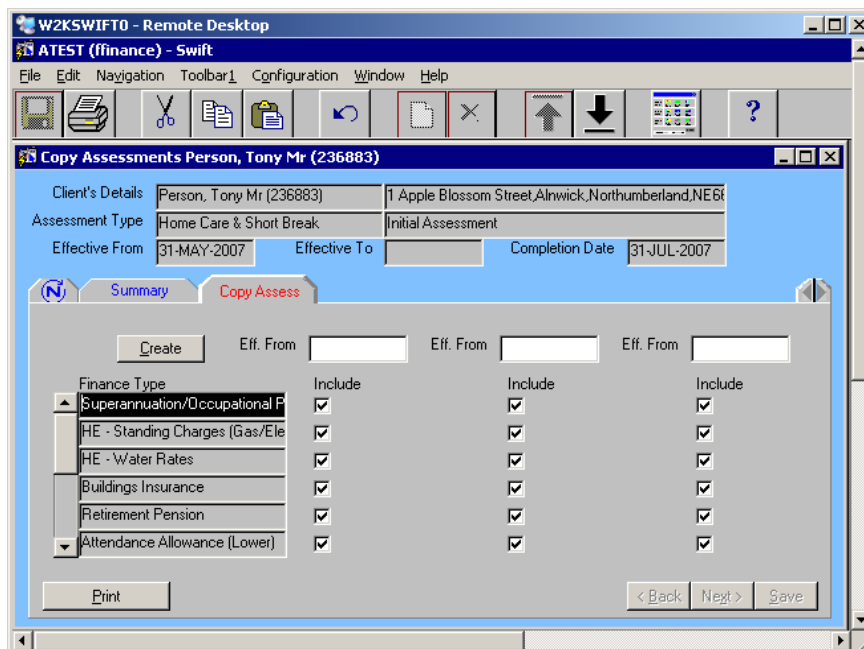 W2KSWIFT0 - Remote Desktop
ATEST (ffinance) - Swift
File Edit Navigation Toolbar1 Configuration Window Help
?
Copy Assessments Person, Tony Mr (236883)
Client's Details Person, Tony Mr (236883) 1 Apple Blossom Street,Alnwick,Northumberland,NE66
Assessment Type Home Care & Short Break Initial Assessment
Effective From 31-MAY-2007 Effective To Completion Date 31-JUL-2007
N Summary Copy Assess
Create Eff. From Eff. From Eff. From
Finance Type Include Include Include
Superannuation/Occupational P
HE - Standing Charges (Gas/Ele
HE - Water Rates
Buildings Insurance
Retirement Pension
Attendance Allowance (Lower)
Print < Back Next > Save